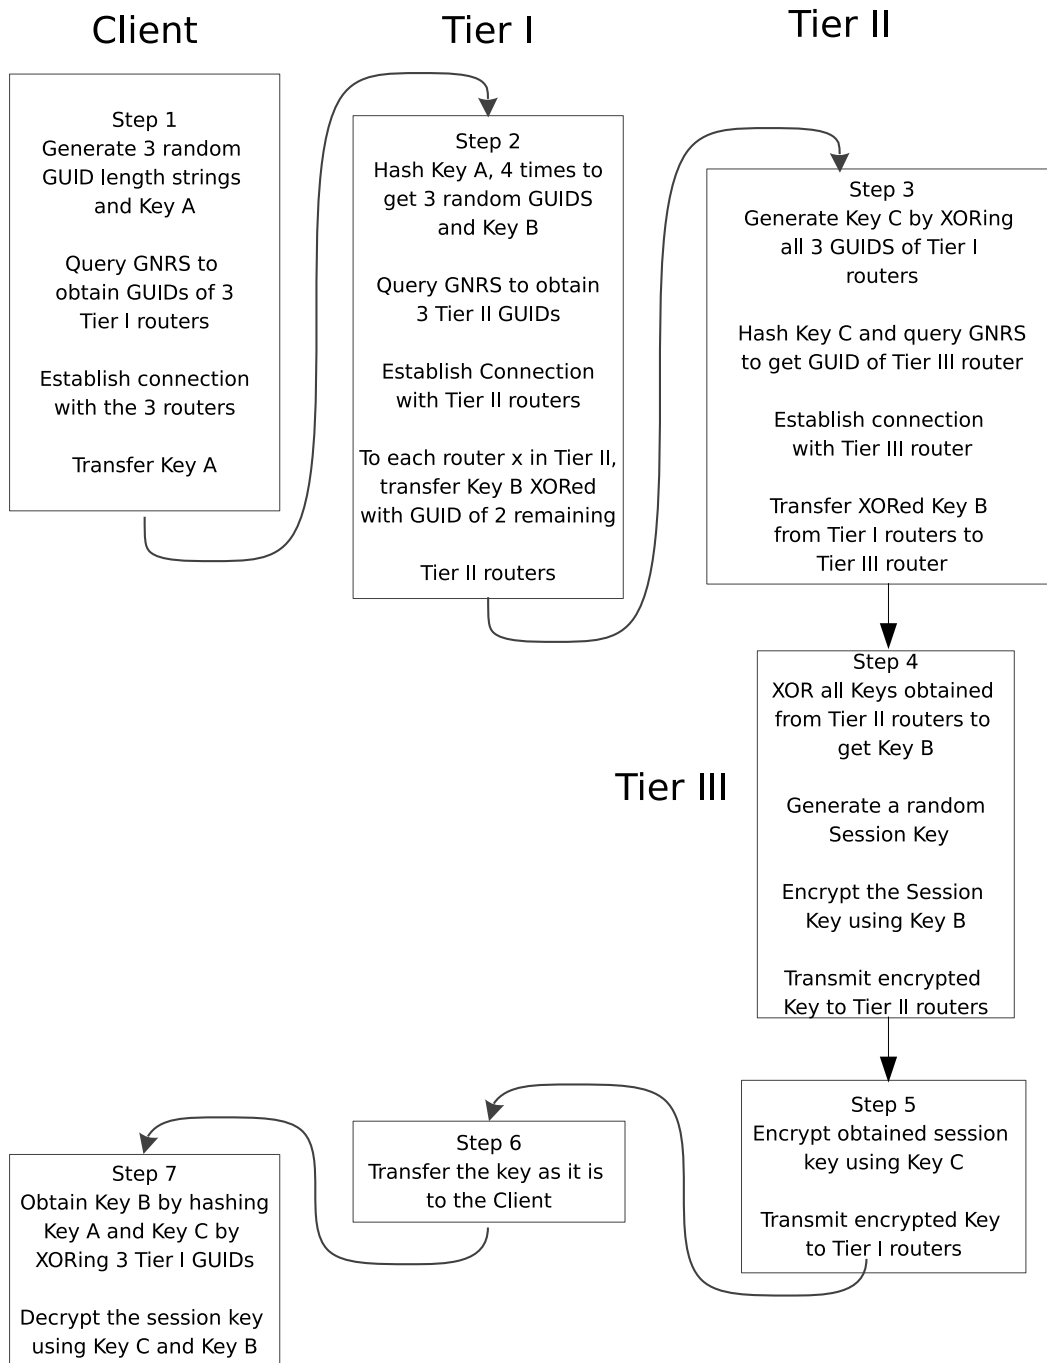 Client
Tier I
Tier II
Step 1
Generate 3 random
GUID length strings
and Key A
Query GNRS to
obtain GUIDs of 3
Tier I routers
Establish connection
with the 3 routers
Transfer Key A
Step 2
Hash Key A, 4 times to
get 3 random GUIDS
and Key B
Query GNRS to obtain
3 Tier II GUIDs
Establish Connection
with Tier II routers
To each router x in Tier II,
transfer Key B XORed
with GUID of 2 remaining
Tier II routers
Step 3
Generate Key C by XORing
all 3 GUIDS of Tier I
routers
Hash Key C and query GNRS
to get GUID of Tier III router
Establish connection
with Tier III router
Transfer XORed Key B
from Tier I routers to
Tier III router
Tier III
Step 4
XOR all Keys obtained
from Tier II routers to
get Key B
Generate a random
Session Key
Encrypt the Session
Key using Key B
Transmit encrypted
Key to Tier II routers
Step 5
Encrypt obtained session
key using Key C
Transmit encrypted Key
to Tier I routers
Step 6
Transfer the key as it is
to the Client
Step 7
Obtain Key B by hashing
Key A and Key C by
XORing 3 Tier I GUIDs
Decrypt the session key
using Key C and Key B